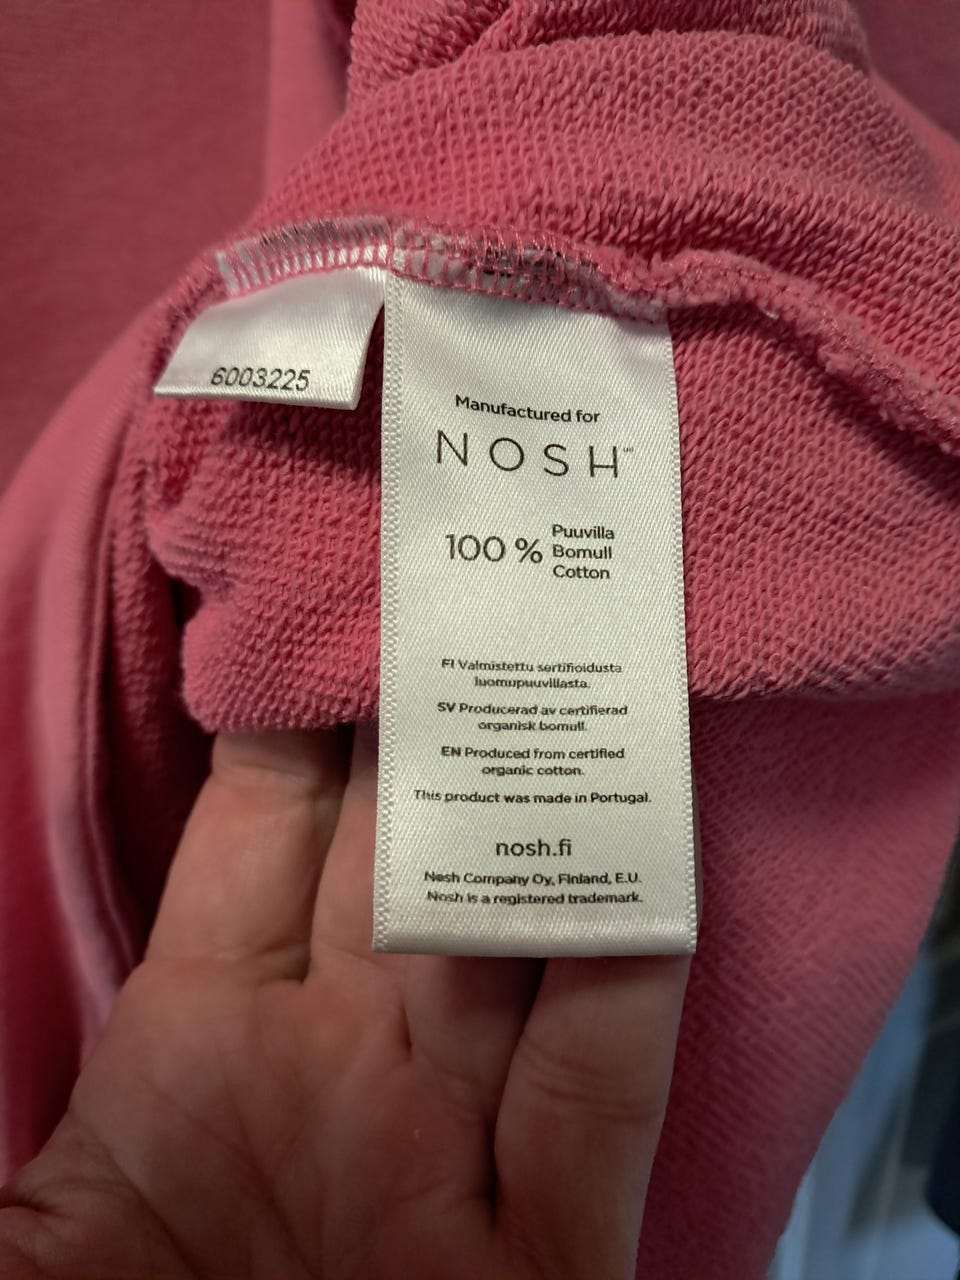 6003225
Manufactured for
NOSH™
100 % Puuvilla
Bomull
Cotton
FI Valmistettu sertifioidusta
luomupuuvillasta.
SV Producerad av certifierad
organisk bomull.
EN Produced from certified
organic cotton.
This product was made in Portugal.
nosh.fi
Nosh Company Oy, Finland, E.U.
Nosh is a registered trademark.